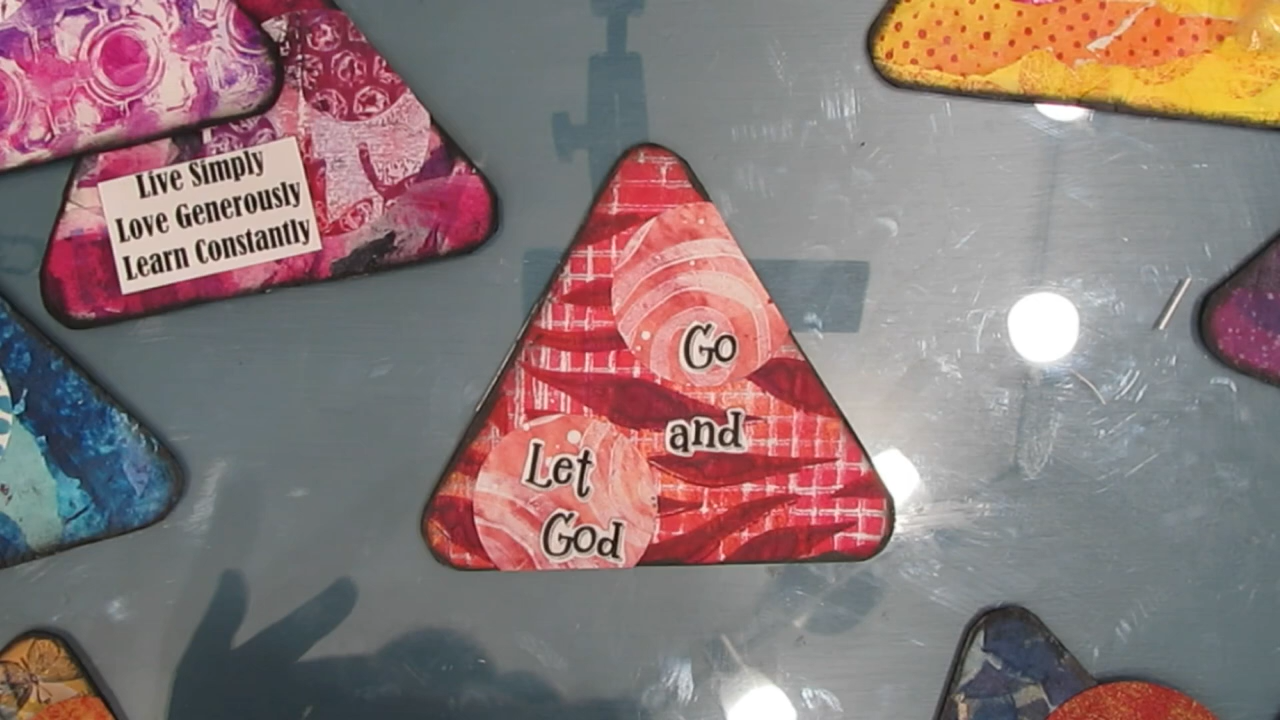 Live Simply
Love Generously
Learn Constantly
Go
and
Let
God